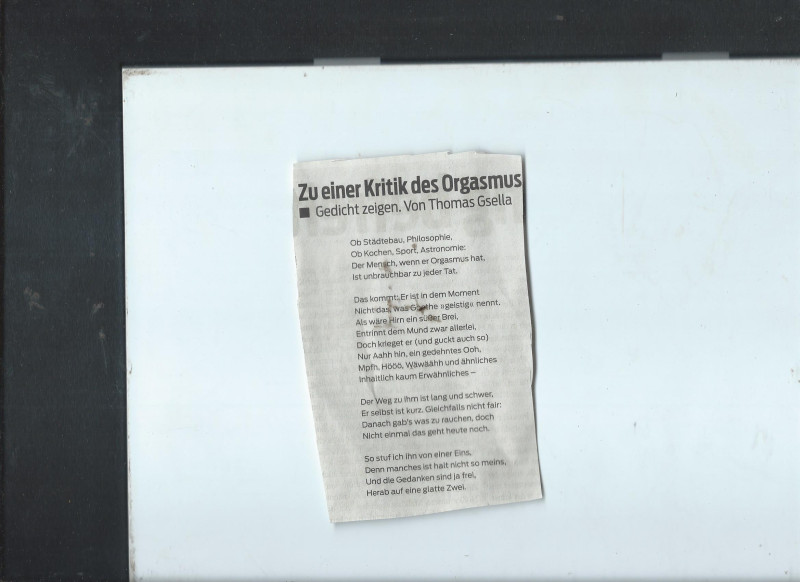 Zu einer Kritik des Orgasmus
Gedicht zeigen. Von Thomas Gsella
Ob Städtebau, Philosophie,
Ob Kochen, Sport, Astronomie:
Der Mensch, wenn er Orgasmus hat,
Ist unbrauchbar zu jeder Tat.
Das kommt: Er ist in dem Moment
Nicht das, was Goethe »geistig« nennt.
Als wäre Hirn ein süßer Brei,
Entrinnt dem Mund zwar allerlei,
Doch krieget er (und guckt auch so)
Nur Aahh hin, ein gedehntes Ooh,
Mpfh, Hööö, Wäwäähh und ähnliches
Inhaltlich kaum Erwähnliches –
Der Weg zu ihm ist lang und schwer,
Er selbst ist kurz. Gleichfalls nicht fair:
Danach gab's was zu rauchen, doch
Nicht einmal das geht heute noch.
So stuf ich ihn von einer Eins,
Denn manches ist halt nicht so meins,
Und die Gedanken sind ja frei,
Herab auf eine glatte Zwei.